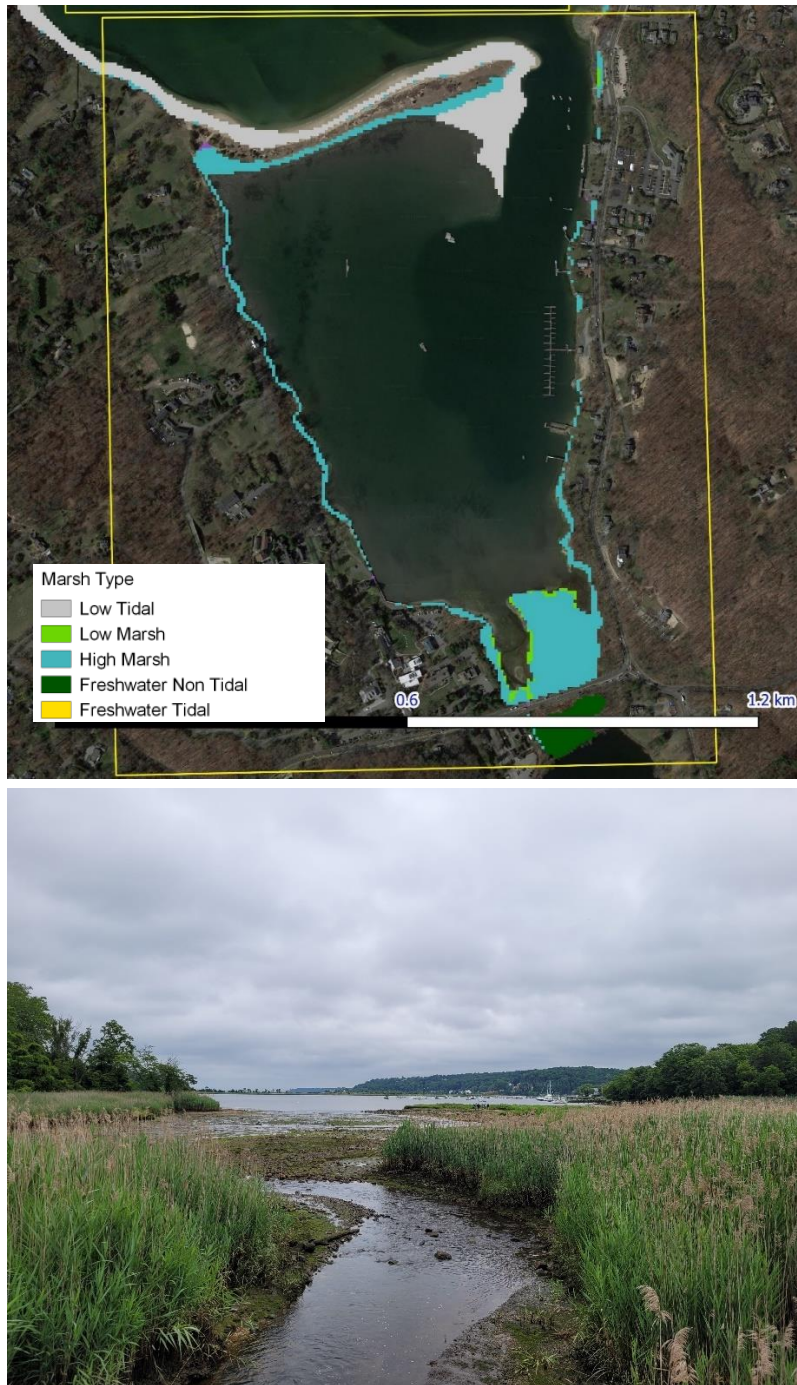 Marsh Type
Low Tidal
Low Marsh
High Marsh
Freshwater Non Tidal
Freshwater Tidal
0.6
1.2 km